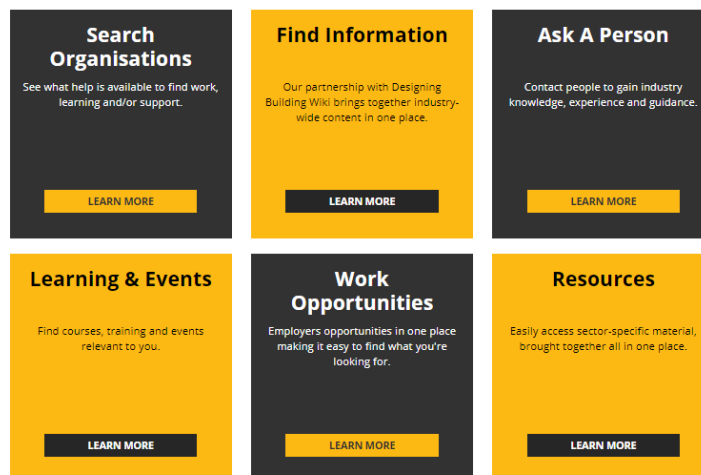 Search
Organisations
See what help is available to find work,
learning and/or support.
LEARN MORE
Find Information
Our partnership with Designing
Building Wiki brings together industry-
wide content in one place.
LEARN MORE
Ask A Person
Contact people to gain industry
knowledge, experience and guidance.
LEARN MORE
Learning & Events
Find courses, training and events
relevant to you.
LEARN MORE
Work
Opportunities
Employers opportunities in one place
making it easy to find what you're
looking for.
LEARN MORE
Resources
Easily access sector-specific material,
brought together all in one place.
LEARN MORE